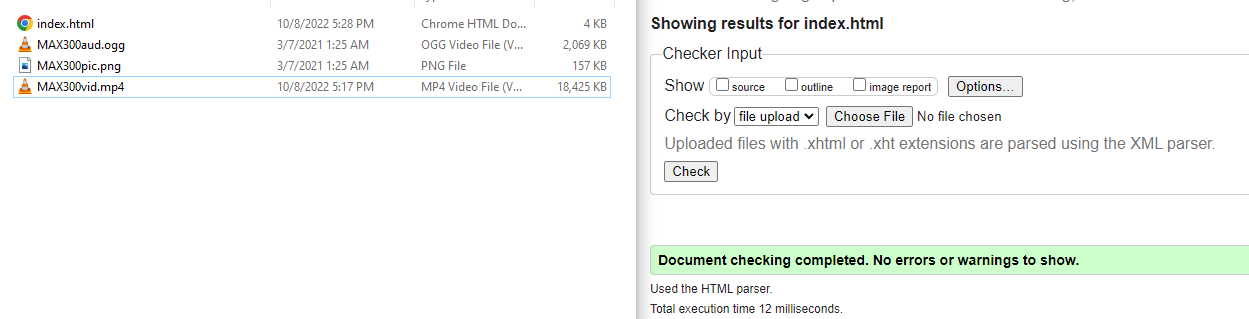 index.html 10/8/2022 5:28 PM Chrome HTML Do... 4 KB
MAX300aud.ogg 3/7/2021 1:25 AM OGG Video File (V... 2,069 KB
MAX300pic.png 3/7/2021 1:25 AM PNG File 157 KB
MAX300vid.mp4 10/8/2022 5:17 PM MP4 Video File (V... 18,425 KB
Showing results for index.html
Checker Input
Show source outline image report Options...
Check by file upload Choose File No file chosen
Uploaded files with .xhtml or .xht extensions are parsed using the XML parser.
Check
Document checking completed. No errors or warnings to show.
Used the HTML parser.
Total execution time 12 milliseconds.